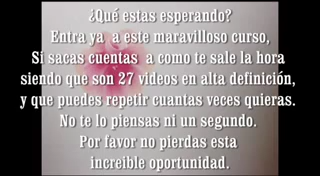 ¿Qué estas esperando?
Entra ya a este maravilloso curso,
Si sacas cuentas a como te sale la hora
siendo que son 27 videos en alta definición,
y que puedes repetir cuantas veces quieras.
No te lo piensas ni un segundo.
Por favor no pierdas esta
increible oportunidad.